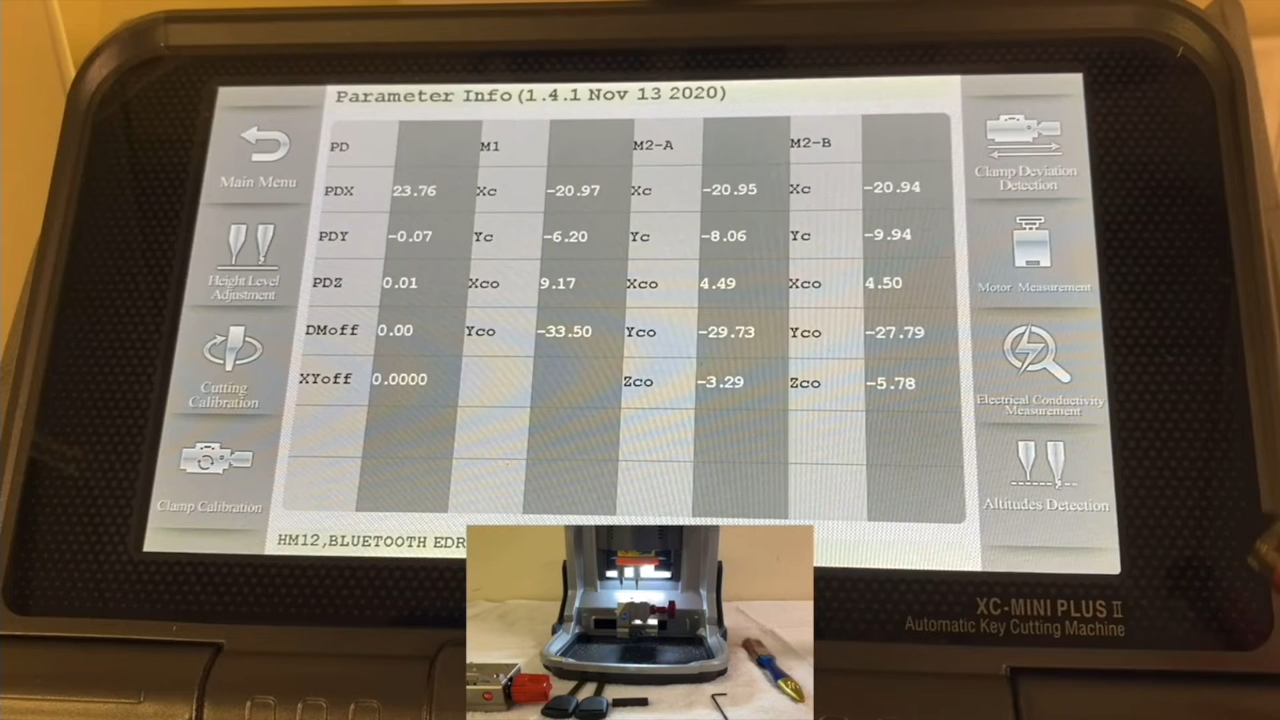 Parameter Info(1.4.1 Nov 13 2020)
Main Menu
Height Level
Adjustment
Cutting
Calibration
Clamp Calibration
PD M1 M2-A M2-B
PDX 23.76 Xc -20.97 Xc -20.95 Xc -20.94
PDY -0.07 Yc -6.20 Yc -8.06 Yc -9.94
PDZ 0.01 Xco 9.17 Xco 4.49 Xco 4.50
DMoff 0.00 Yco -33.50 Yco -29.73 Yco -27.79
XYoff 0.0000 Zco -3.29 Zco -5.78
HM12,BLUETOOTH EDR
Clamp Deviation
Detection
Motor Measurement
Electrical Conductivity
Measurement
Altitudes Detection
XC-MINI PLUS II
Automatic Key Cutting Machine